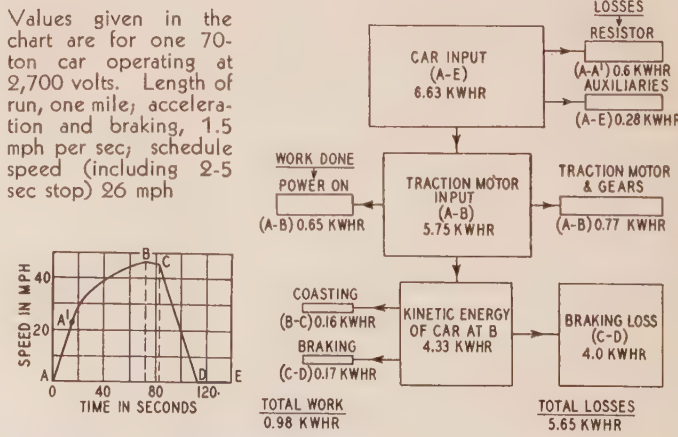 Values given in the
chart are for one 70-
ton car operating at
2,700 volts. Length of
run, one mile; accelera-
tion and braking, 1.5
mph per sec; schedule
speed (including 2-5
sec stop) 26 mph
LOSSES
RESISTOR
(A-A') 0.6 KWHR
AUXILIARIES
(A-E) 0.28 KWHR
CAR INPUT
(A-E)
6.63 KWHR
WORK DONE
POWER ON
(A-B) 0.65 KWHR
TRACTION MOTOR
INPUT
(A-B)
5.75 KWHR
TRACTION MOTOR
& GEARS
(A-B) 0.77 KWHR
COASTING
(B-C) 0.16 KWHR
BRAKING
(C-D) 0.17 KWHR
KINETIC ENERGY
OF CAR AT B
4.33 KWHR
BRAKING LOSS
(C-D)
4.0 KWHR
TOTAL WORK
0.98 KWHR
TOTAL LOSSES
5.65 KWHR
SPEED IN MPH
40
20
A
A'
B
C
D
E
0 40 80 120
TIME IN SECONDS